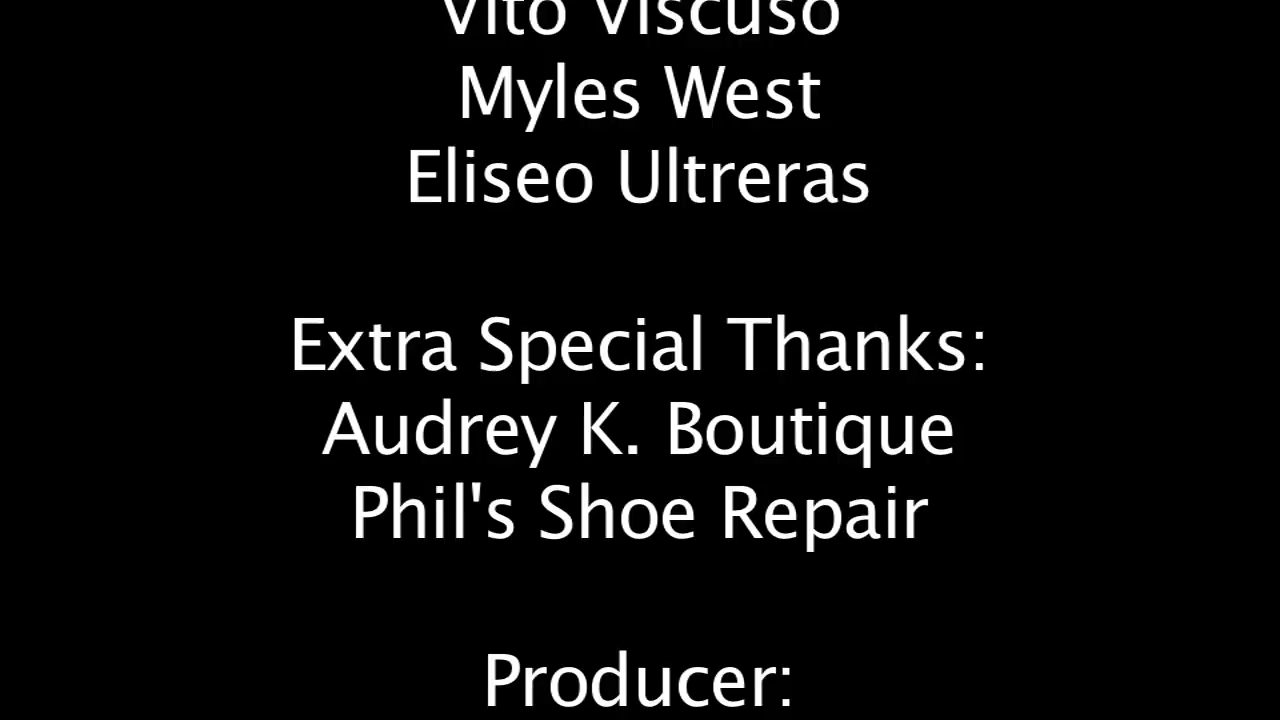 Vito Viscuso
Myles West
Eliseo Ultreras
Extra Special Thanks:
Audrey K. Boutique
Phil's Shoe Repair
Producer: